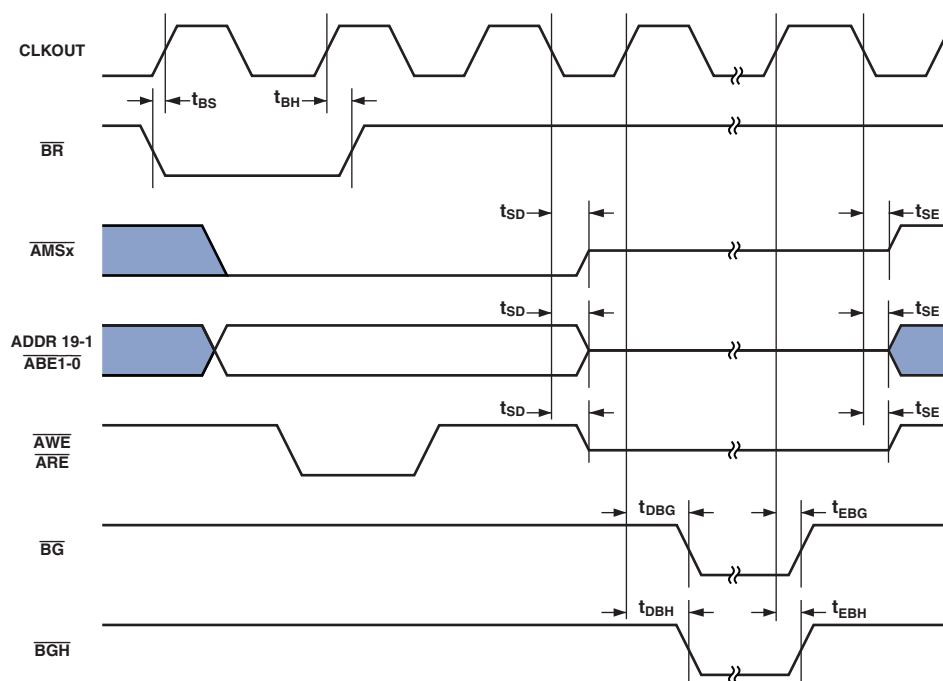 CLKOUT
tBS
tBH
BR
tSD
tSE
AMSx
tSD
tSE
ADDR 19-1
ABE1-0
tSD
tSE
AWE
ARE
tDBG
tEBG
BG
tDBH
tEBH
BGH